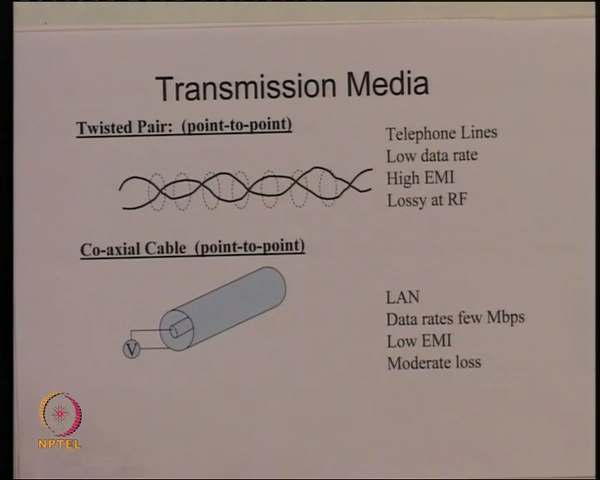 Transmission Media
Twisted Pair: (point-to-point)
Telephone Lines
Low data rate
High EMI
Lossy at RF
Co-axial Cable (point-to-point)
LAN
Data rates few Mbps
Low EMI
Moderate loss
V
NPTEL